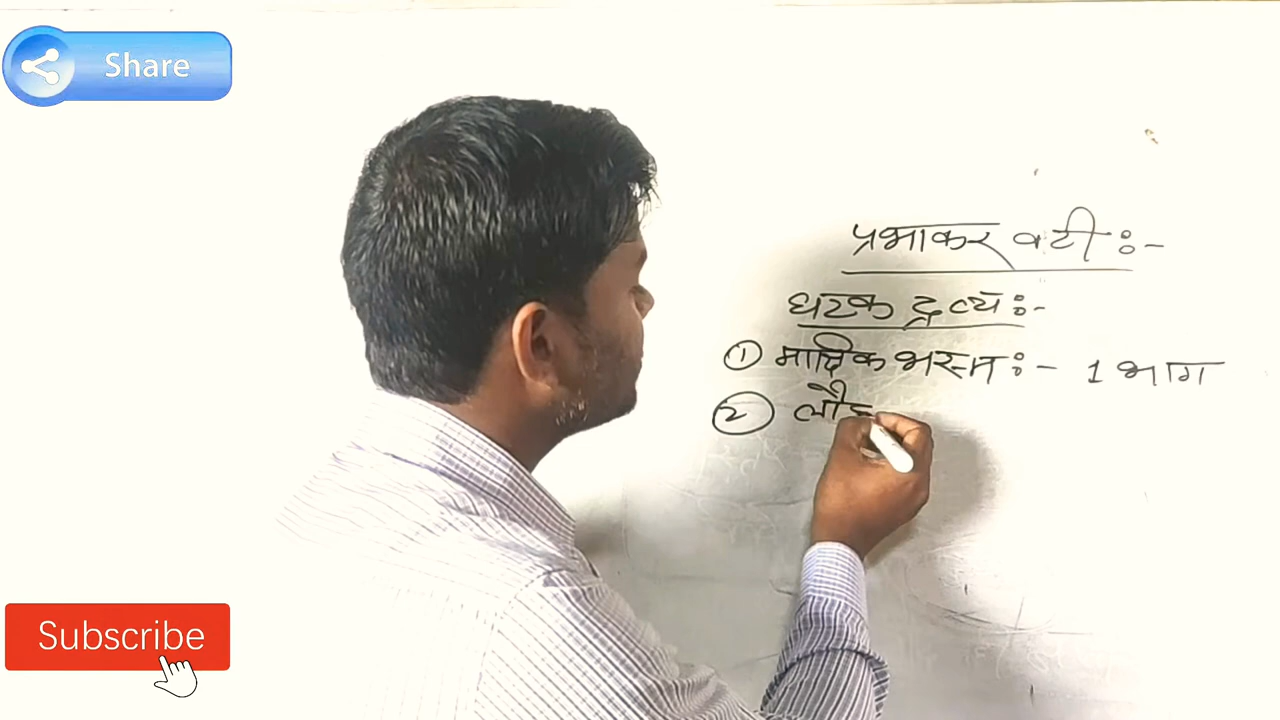 Share
प्रभाकर वटी :-
घटक द्रव्य :-
① माक्षिक भस्म :- 1 भाग
② लौह
Subscribe